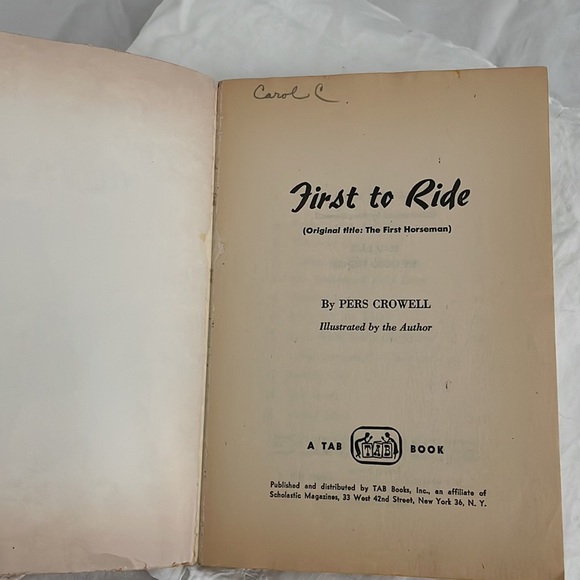 Carol C
First to Ride
(Original title: The First Horseman)
By PERS CROWELL
Illustrated by the Author
A TAB TAB BOOK
Published and distributed by TAB Books, Inc., an affiliate of
Scholastic Magazines, 33 West 42nd Street, New York 36, N. Y.